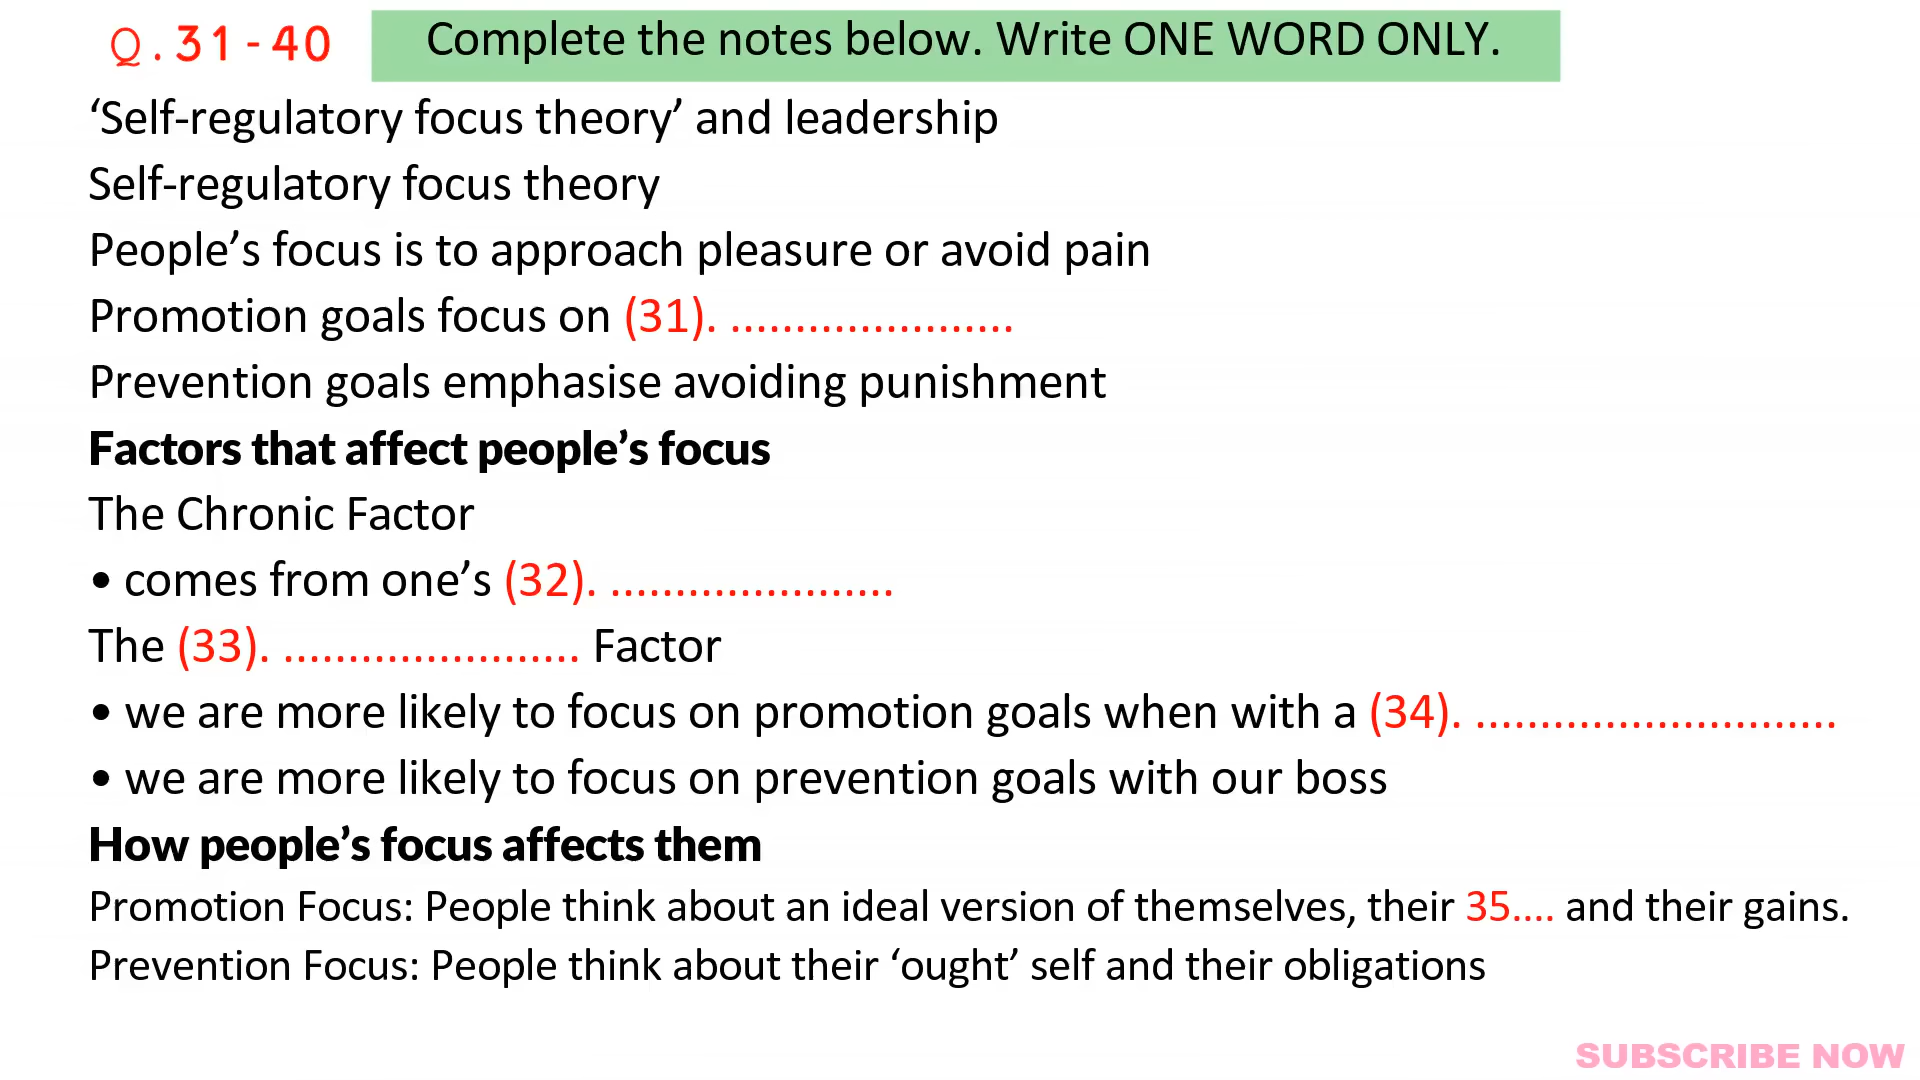 Q.31-40 Complete the notes below. Write ONE WORD ONLY.
‘Self-regulatory focus theory’ and leadership
Self-regulatory focus theory
People’s focus is to approach pleasure or avoid pain
Promotion goals focus on (31). ......................
Prevention goals emphasise avoiding punishment
Factors that affect people’s focus
The Chronic Factor
• comes from one’s (32). ......................
The (33). ....................... Factor
• we are more likely to focus on promotion goals when with a (34). ............................
• we are more likely to focus on prevention goals with our boss
How people’s focus affects them
Promotion Focus: People think about an ideal version of themselves, their 35.... and their gains.
Prevention Focus: People think about their ‘ought’ self and their obligations
SUBSCRIBE NOW